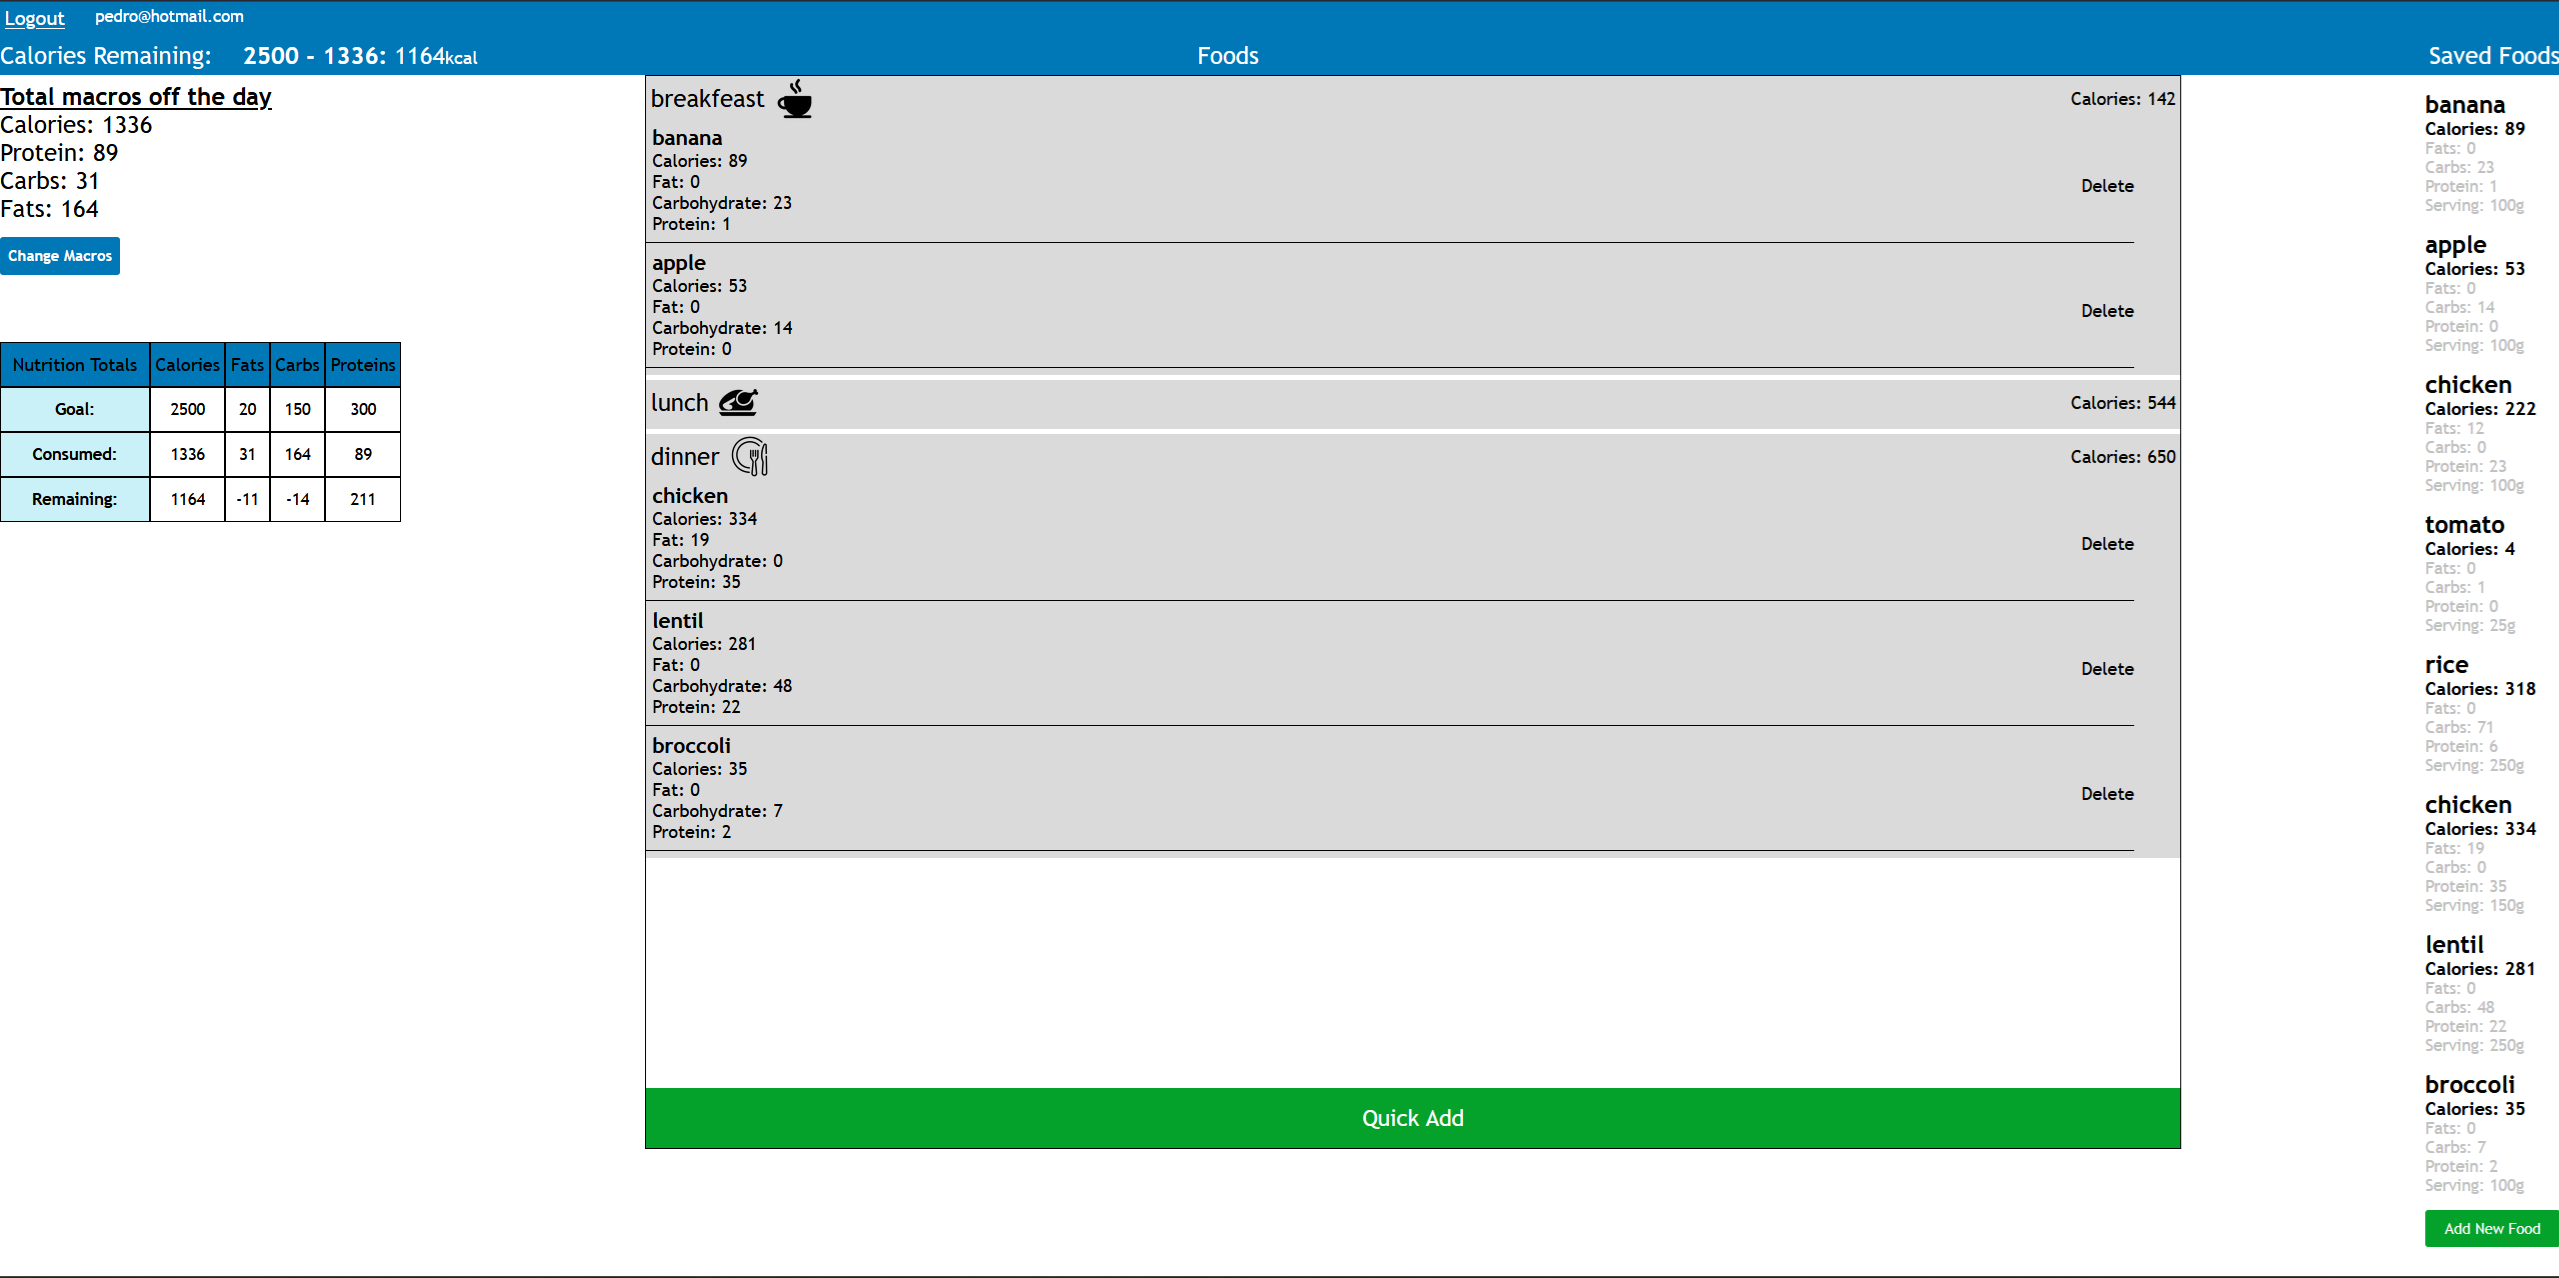 Logout pedro@hotmail.com
Calories Remaining: 2500 - 1336: 1164kcal
Foods
Saved Foods
Total macros off the day
Calories: 1336
Protein: 89
Carbs: 31
Fats: 164
Change Macros
Nutrition Totals Calories Fats Carbs Proteins
Goal: 2500 20 150 300
Consumed: 1336 31 164 89
Remaining: 1164 -11 -14 211
breakfeast Calories: 142
banana
Calories: 89
Fat: 0
Carbohydrate: 23
Protein: 1
Delete
apple
Calories: 53
Fat: 0
Carbohydrate: 14
Protein: 0
Delete
lunch Calories: 544
dinner Calories: 650
chicken
Calories: 334
Fat: 19
Carbohydrate: 0
Protein: 35
Delete
lentil
Calories: 281
Fat: 0
Carbohydrate: 48
Protein: 22
Delete
broccoli
Calories: 35
Fat: 0
Carbohydrate: 7
Protein: 2
Delete
Quick Add
banana
Calories: 89
Fats: 0
Carbs: 23
Protein: 1
Serving: 100g
apple
Calories: 53
Fats: 0
Carbs: 14
Protein: 0
Serving: 100g
chicken
Calories: 222
Fats: 12
Carbs: 0
Protein: 23
Serving: 100g
tomato
Calories: 4
Fats: 0
Carbs: 1
Protein: 0
Serving: 25g
rice
Calories: 318
Fats: 0
Carbs: 71
Protein: 6
Serving: 250g
chicken
Calories: 334
Fats: 19
Carbs: 0
Protein: 35
Serving: 150g
lentil
Calories: 281
Fats: 0
Carbs: 48
Protein: 22
Serving: 250g
broccoli
Calories: 35
Fats: 0
Carbs: 7
Protein: 2
Serving: 100g
Add New Food